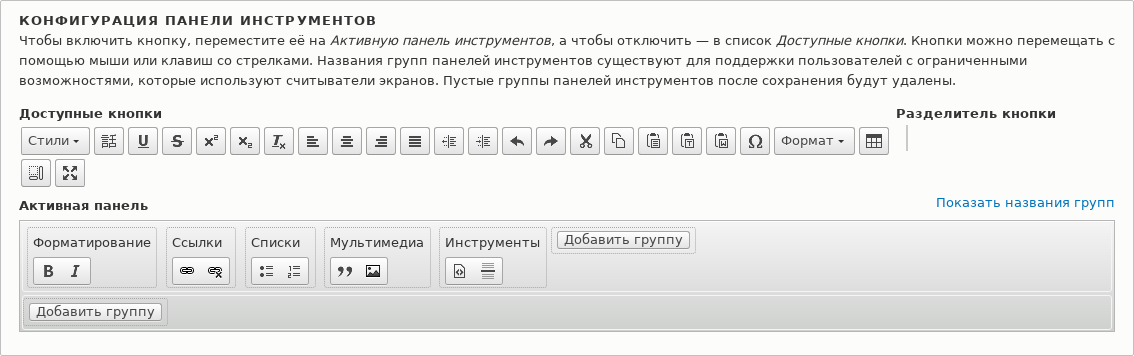 КОНФИГУРАЦИЯ ПАНЕЛИ ИНСТРУМЕНТОВ
Чтобы включить кнопку, переместите её на Активную панель инструментов, а чтобы отключить — в список Доступные кнопки. Кнопки можно перемещать с
помощью мыши или клавиш со стрелками. Названия групп панелей инструментов существуют для поддержки пользователей с ограниченными
возможностями, которые используют считыватели экранов. Пустые группы панелей инструментов после сохранения будут удалены.
Доступные кнопки
Разделитель кнопки
Стили
Формат
Активная панель
Показать названия групп
Форматирование
Ссылки
Списки
Мультимедиа
Инструменты
Добавить группу
B I
Добавить группу